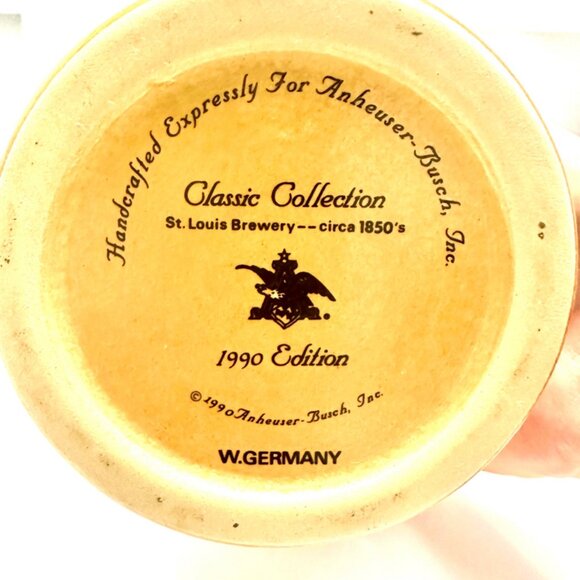 Handcrafted Expressly For Anheuser-Busch, Inc.
Classic Collection
St. Louis Brewery--circa 1850's
1990 Edition
© 1990 Anheuser-Busch, Inc.
W.GERMANY